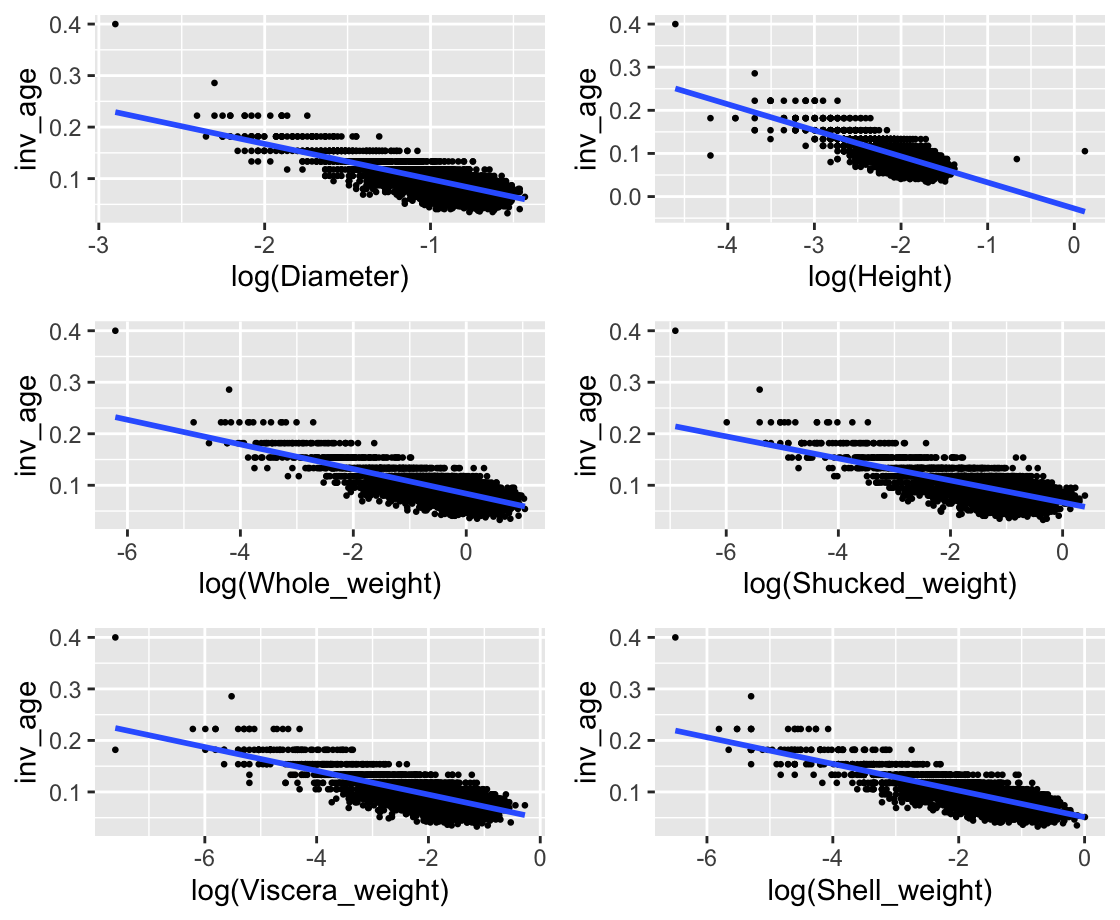 0.4
0.3
0.2
0.1
inv_age
-3 -2 -1
log(Diameter)
0.4
0.3
0.2
0.1
0.0
inv_age
-4 -3 -2 -1 0
log(Height)
0.4
0.3
0.2
0.1
inv_age
-6 -4 -2 0
log(Whole_weight)
0.4
0.3
0.2
0.1
inv_age
-6 -4 -2 0
log(Shucked_weight)
0.4
0.3
0.2
0.1
inv_age
-6 -4 -2 0
log(Viscera_weight)
0.4
0.3
0.2
0.1
inv_age
-6 -4 -2 0
log(Shell_weight)